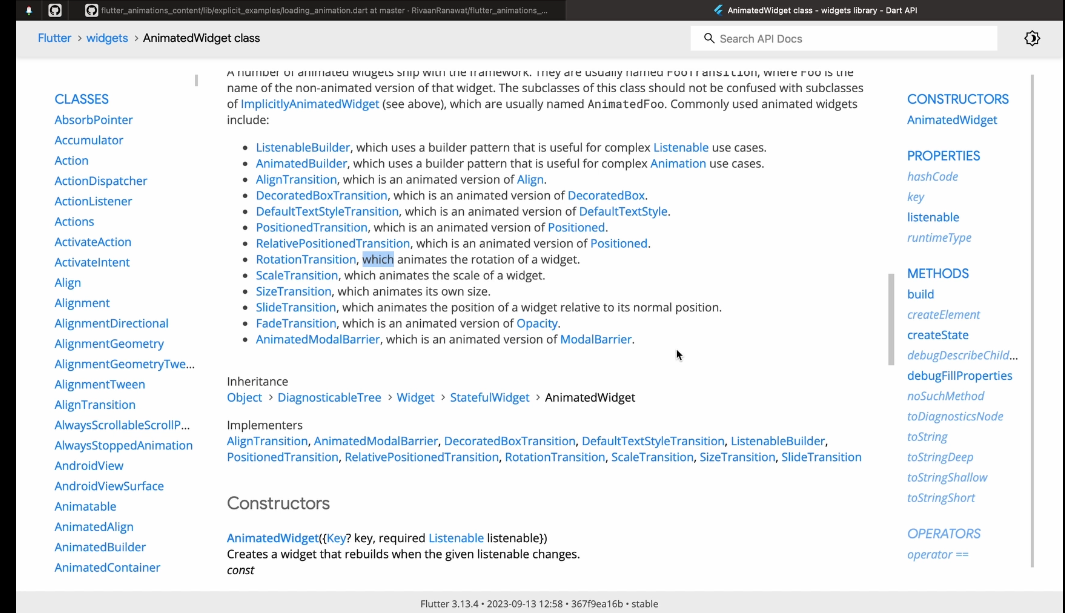 flutter_animations_content/lib/explicit_examples/loading_animation.dart at master · RivaanRanawat/flutter_animations_...
AnimatedWidget class - widgets library - Dart API
Flutter > widgets > AnimatedWidget class
Search API Docs
CLASSES
AbsorbPointer
Accumulator
Action
ActionDispatcher
ActionListener
Actions
ActivateAction
ActivateIntent
Align
Alignment
AlignmentDirectional
AlignmentGeometry
AlignmentGeometryTwe...
AlignmentTween
AlignTransition
AlwaysScrollableScrollP...
AlwaysStoppedAnimation
AndroidView
AndroidViewSurface
Animatable
AnimatedAlign
AnimatedBuilder
AnimatedContainer
A number of animated widgets ship with the framework. They are usually named FooTransition, where Foo is the
name of the non-animated version of that widget. The subclasses of this class should not be confused with subclasses
of ImplicitlyAnimatedWidget (see above), which are usually named AnimatedFoo. Commonly used animated widgets
include:
• ListenableBuilder, which uses a builder pattern that is useful for complex Listenable use cases.
• AnimatedBuilder, which uses a builder pattern that is useful for complex Animation use cases.
• AlignTransition, which is an animated version of Align.
• DecoratedBoxTransition, which is an animated version of DecoratedBox.
• DefaultTextStyleTransition, which is an animated version of DefaultTextStyle.
• PositionedTransition, which is an animated version of Positioned.
• RelativePositionedTransition, which is an animated version of Positioned.
• RotationTransition, which animates the rotation of a widget.
• ScaleTransition, which animates the scale of a widget.
• SizeTransition, which animates its own size.
• SlideTransition, which animates the position of a widget relative to its normal position.
• FadeTransition, which is an animated version of Opacity.
• AnimatedModalBarrier, which is an animated version of ModalBarrier.
Inheritance
Object > DiagnosticableTree > Widget > StatefulWidget > AnimatedWidget
Implementers
AlignTransition, AnimatedModalBarrier, DecoratedBoxTransition, DefaultTextStyleTransition, ListenableBuilder,
PositionedTransition, RelativePositionedTransition, RotationTransition, ScaleTransition, SizeTransition, SlideTransition
Constructors
AnimatedWidget({Key? key, required Listenable listenable})
Creates a widget that rebuilds when the given listenable changes.
const
CONSTRUCTORS
AnimatedWidget
PROPERTIES
hashCode
key
listenable
runtimeType
METHODS
build
createElement
createState
debugDescribeChild...
debugFillProperties
noSuchMethod
toDiagnosticsNode
toString
toStringDeep
toStringShallow
toStringShort
OPERATORS
operator ==
Flutter 3.13.4 • 2023-09-13 12:58 • 367f9ea16b • stable